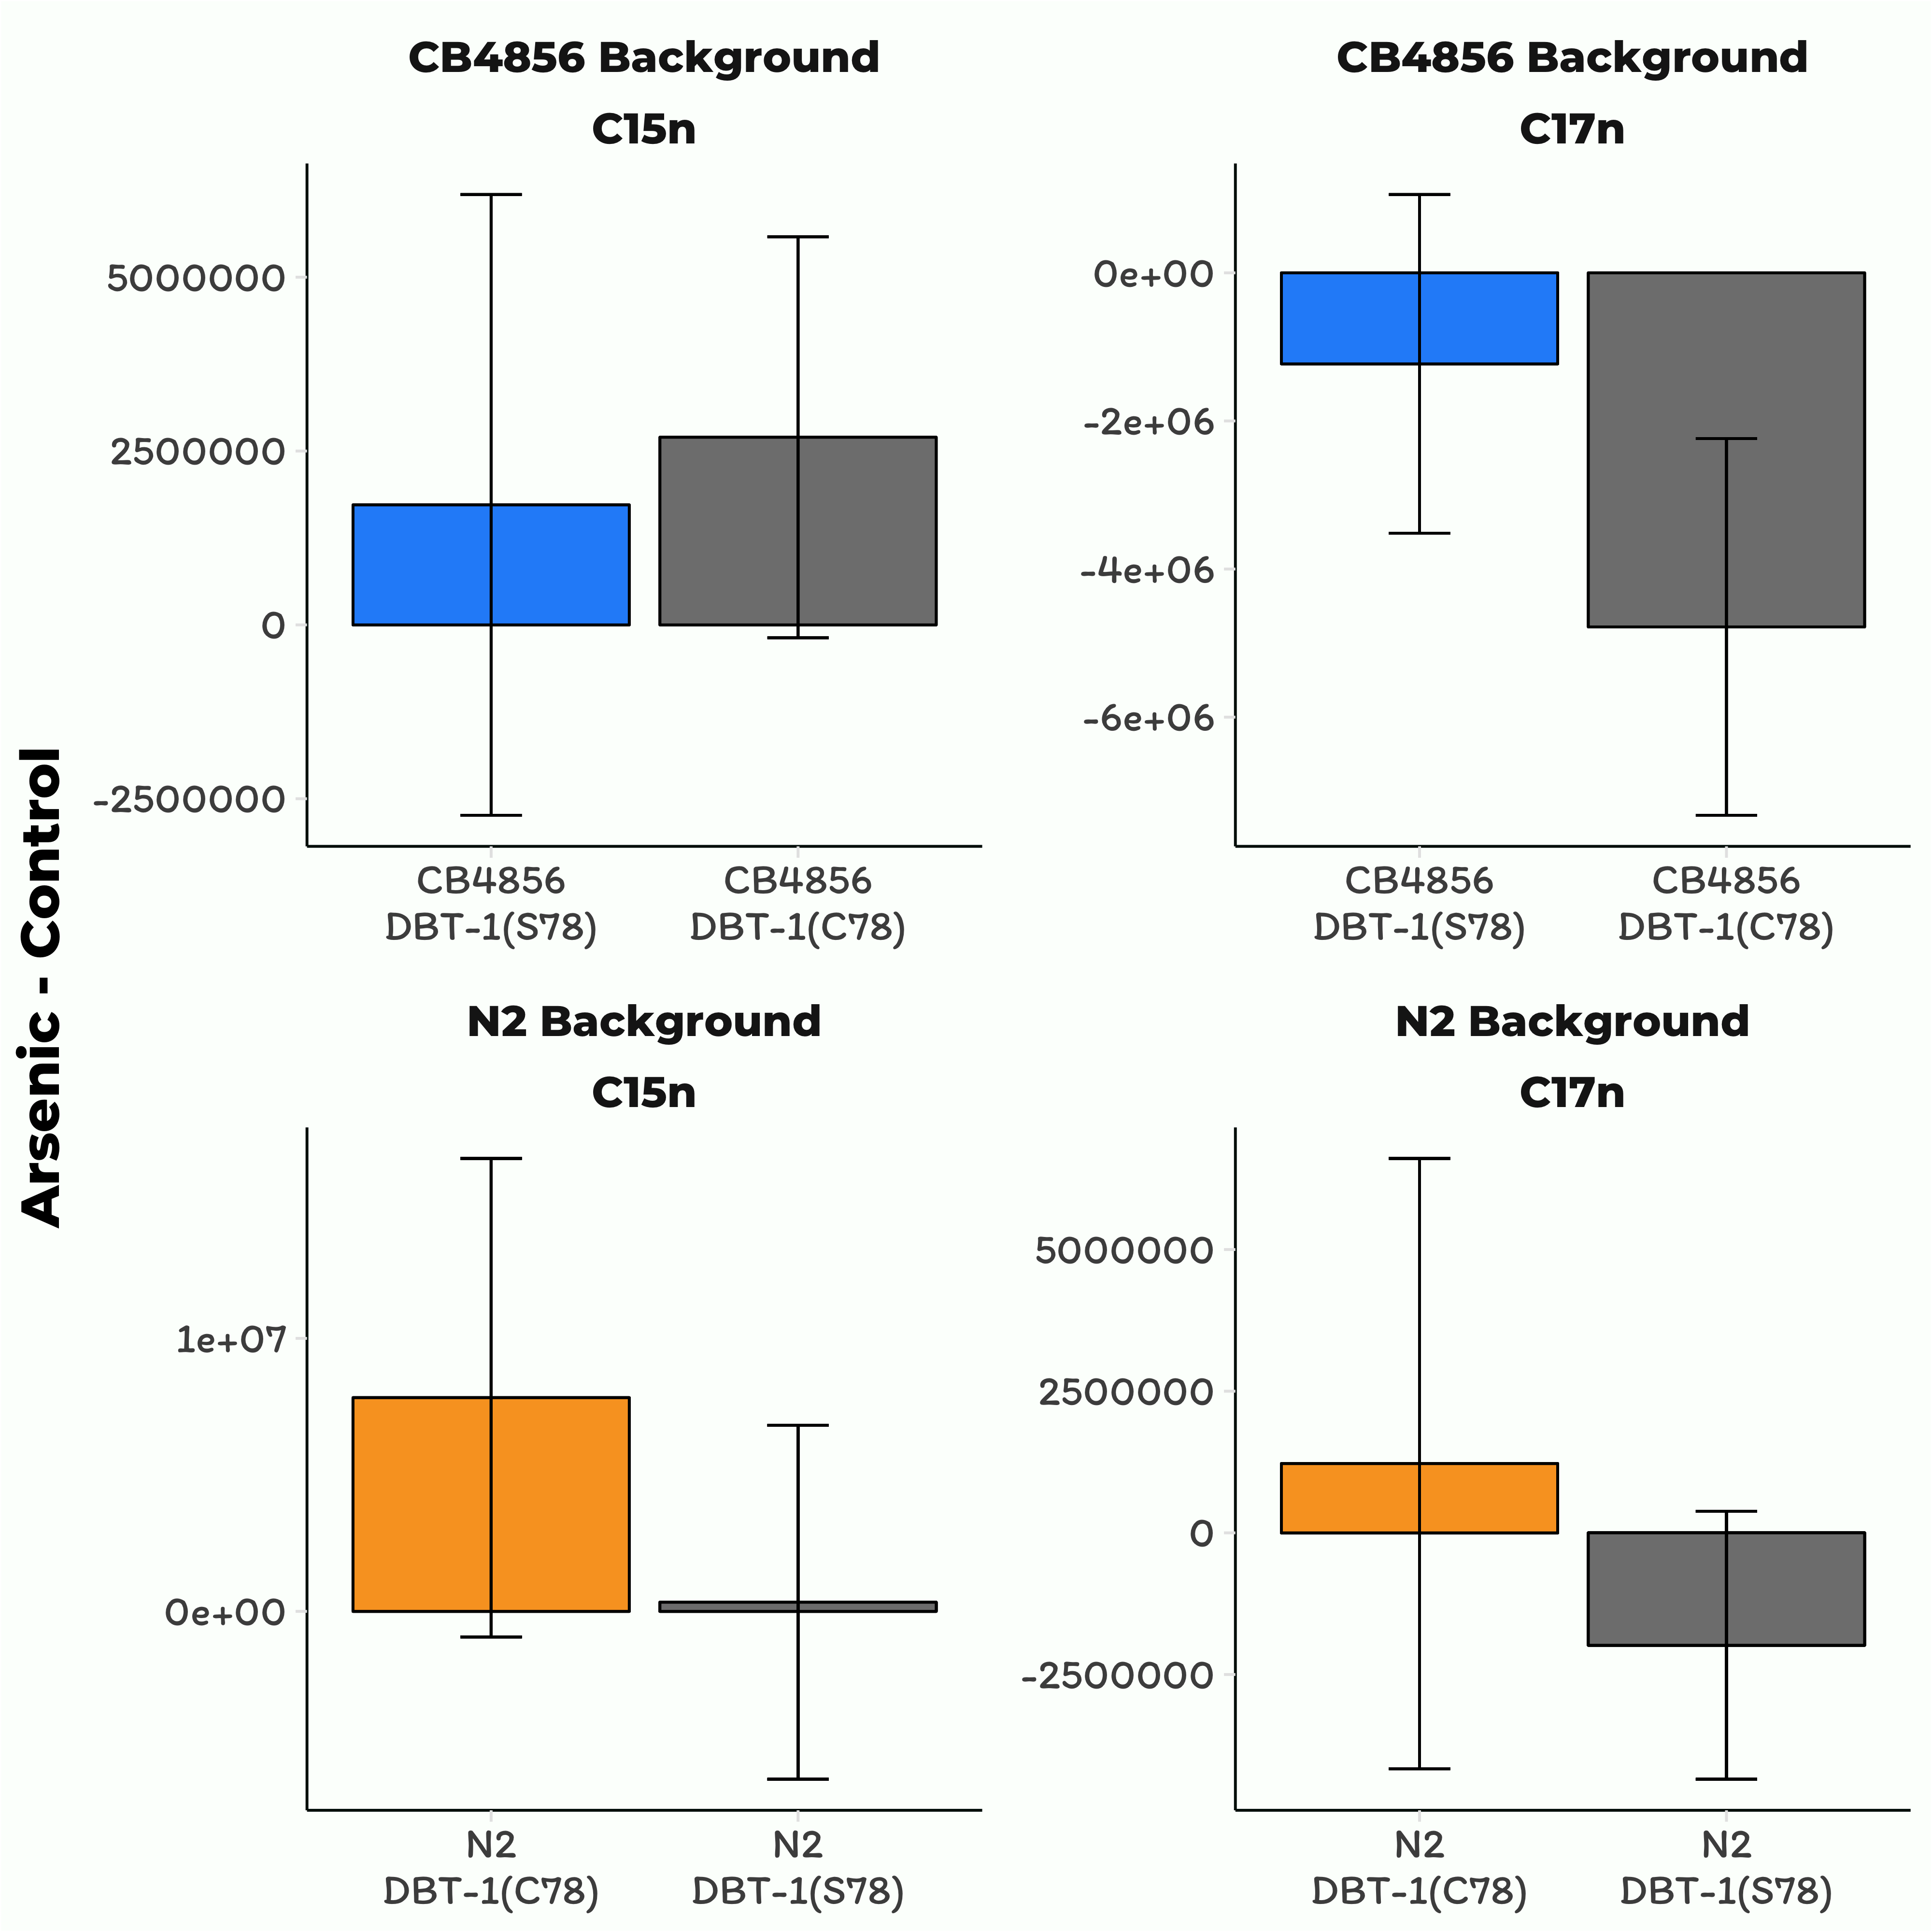 CB4856 Background
C15n
5000000
2500000
0
-2500000
CB4856
DBT-1(S78)
CB4856
DBT-1(C78)
CB4856 Background
C17n
0e+00
-2e+06
-4e+06
-6e+06
CB4856
DBT-1(S78)
CB4856
DBT-1(C78)
Arsenic - Control
N2 Background
C15n
1e+07
0e+00
N2
DBT-1(C78)
N2
DBT-1(S78)
N2 Background
C17n
5000000
2500000
0
-2500000
N2
DBT-1(C78)
N2
DBT-1(S78)